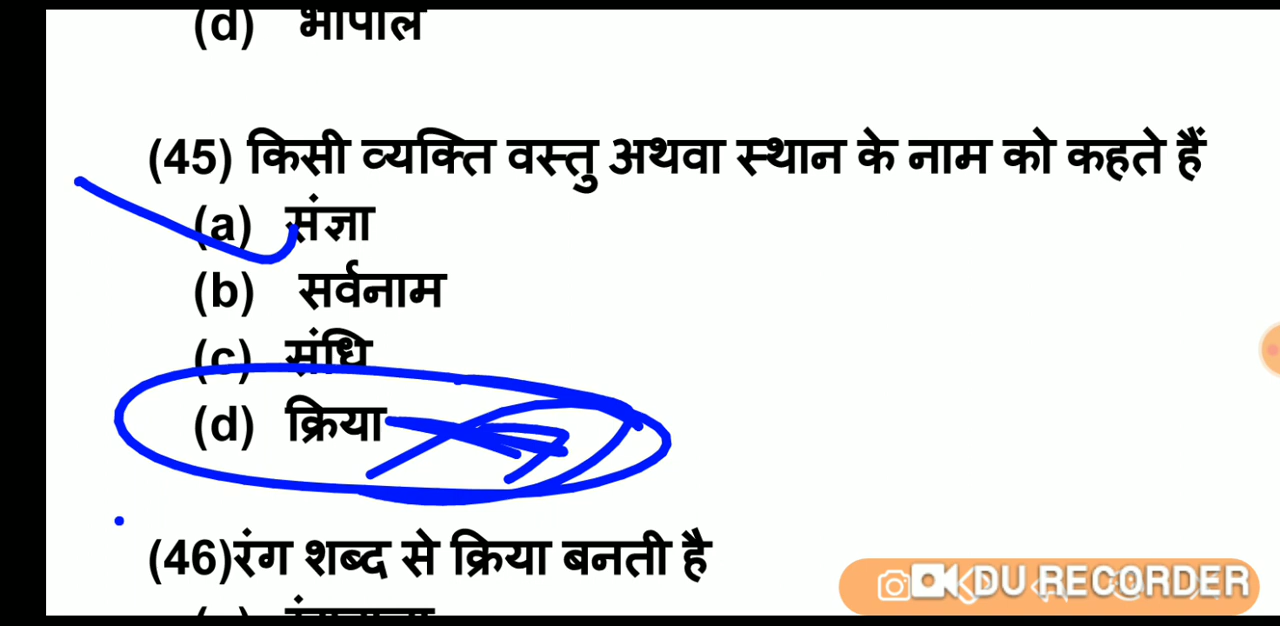 (d) भोपाल
(45) किसी व्यक्ति वस्तु अथवा स्थान के नाम को कहते हैं
(a) संज्ञा
(b) सर्वनाम
(c) संधि
(d) क्रिया
(46)रंग शब्द से क्रिया बनती है
DU RECORDER